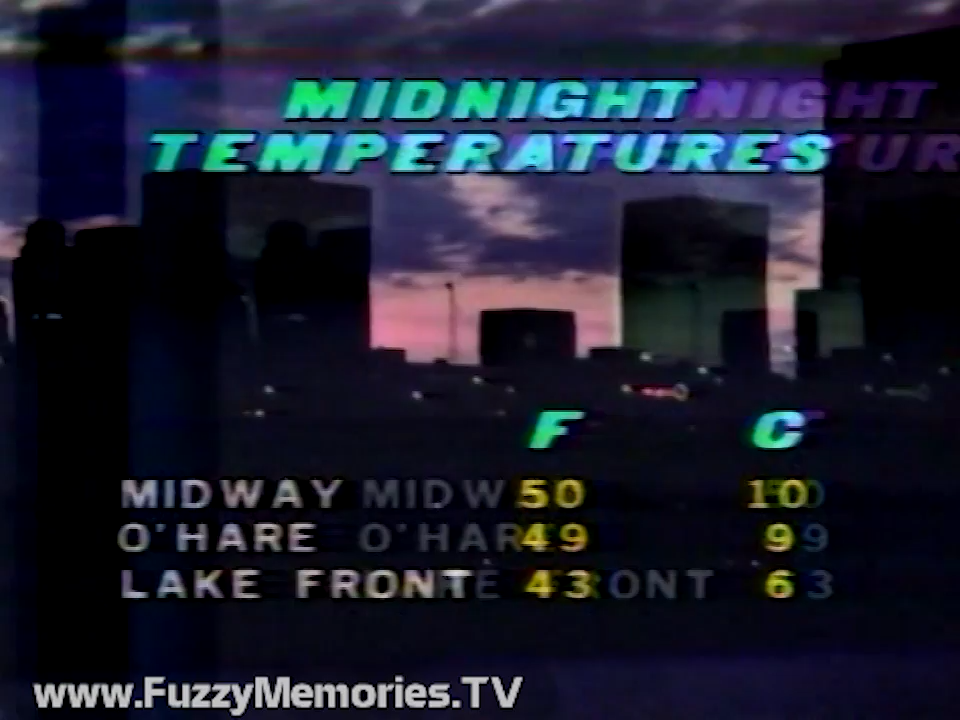 MIDNIGHT
TEMPERATURES
F C
MIDWAY 50 10
O'HARE 49 9
LAKE FRONT 43 6
www.FuzzyMemories.TV